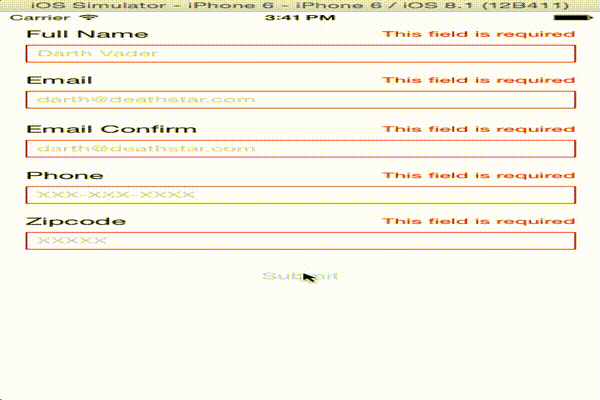 iOS Simulator - iPhone 6 - iPhone 6 / iOS 8.1 (12B411)
Carrier 3:41 PM
Full Name This field is required
Darth Vader
Email This field is required
darth@deathstar.com
Email Confirm This field is required
darth@deathstar.com
Phone This field is required
XXX-XXX-XXXX
Zipcode This field is required
XXXXX
Submit